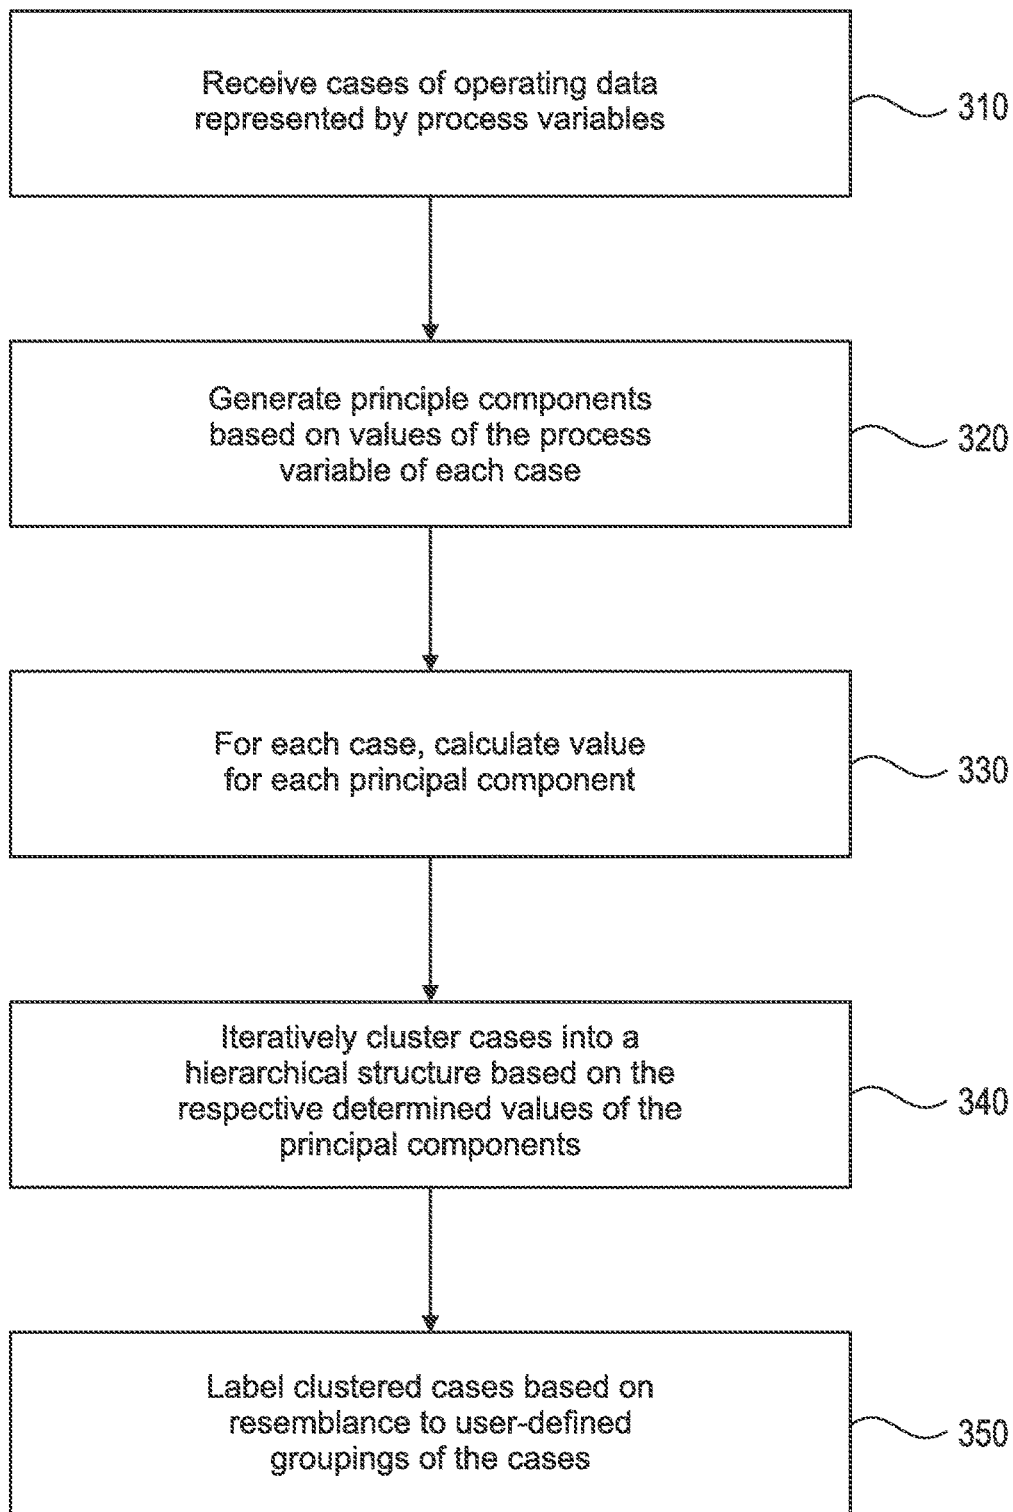 Receive cases of operating data
represented by process variables
310
Generate principle components
based on values of the process
variable of each case
320
For each case, calculate value
for each principal component
330
Iteratively cluster cases into a
hierarchical structure based on the
respective determined values of the
principal components
340
Label clustered cases based on
resemblance to user-defined
groupings of the cases
350